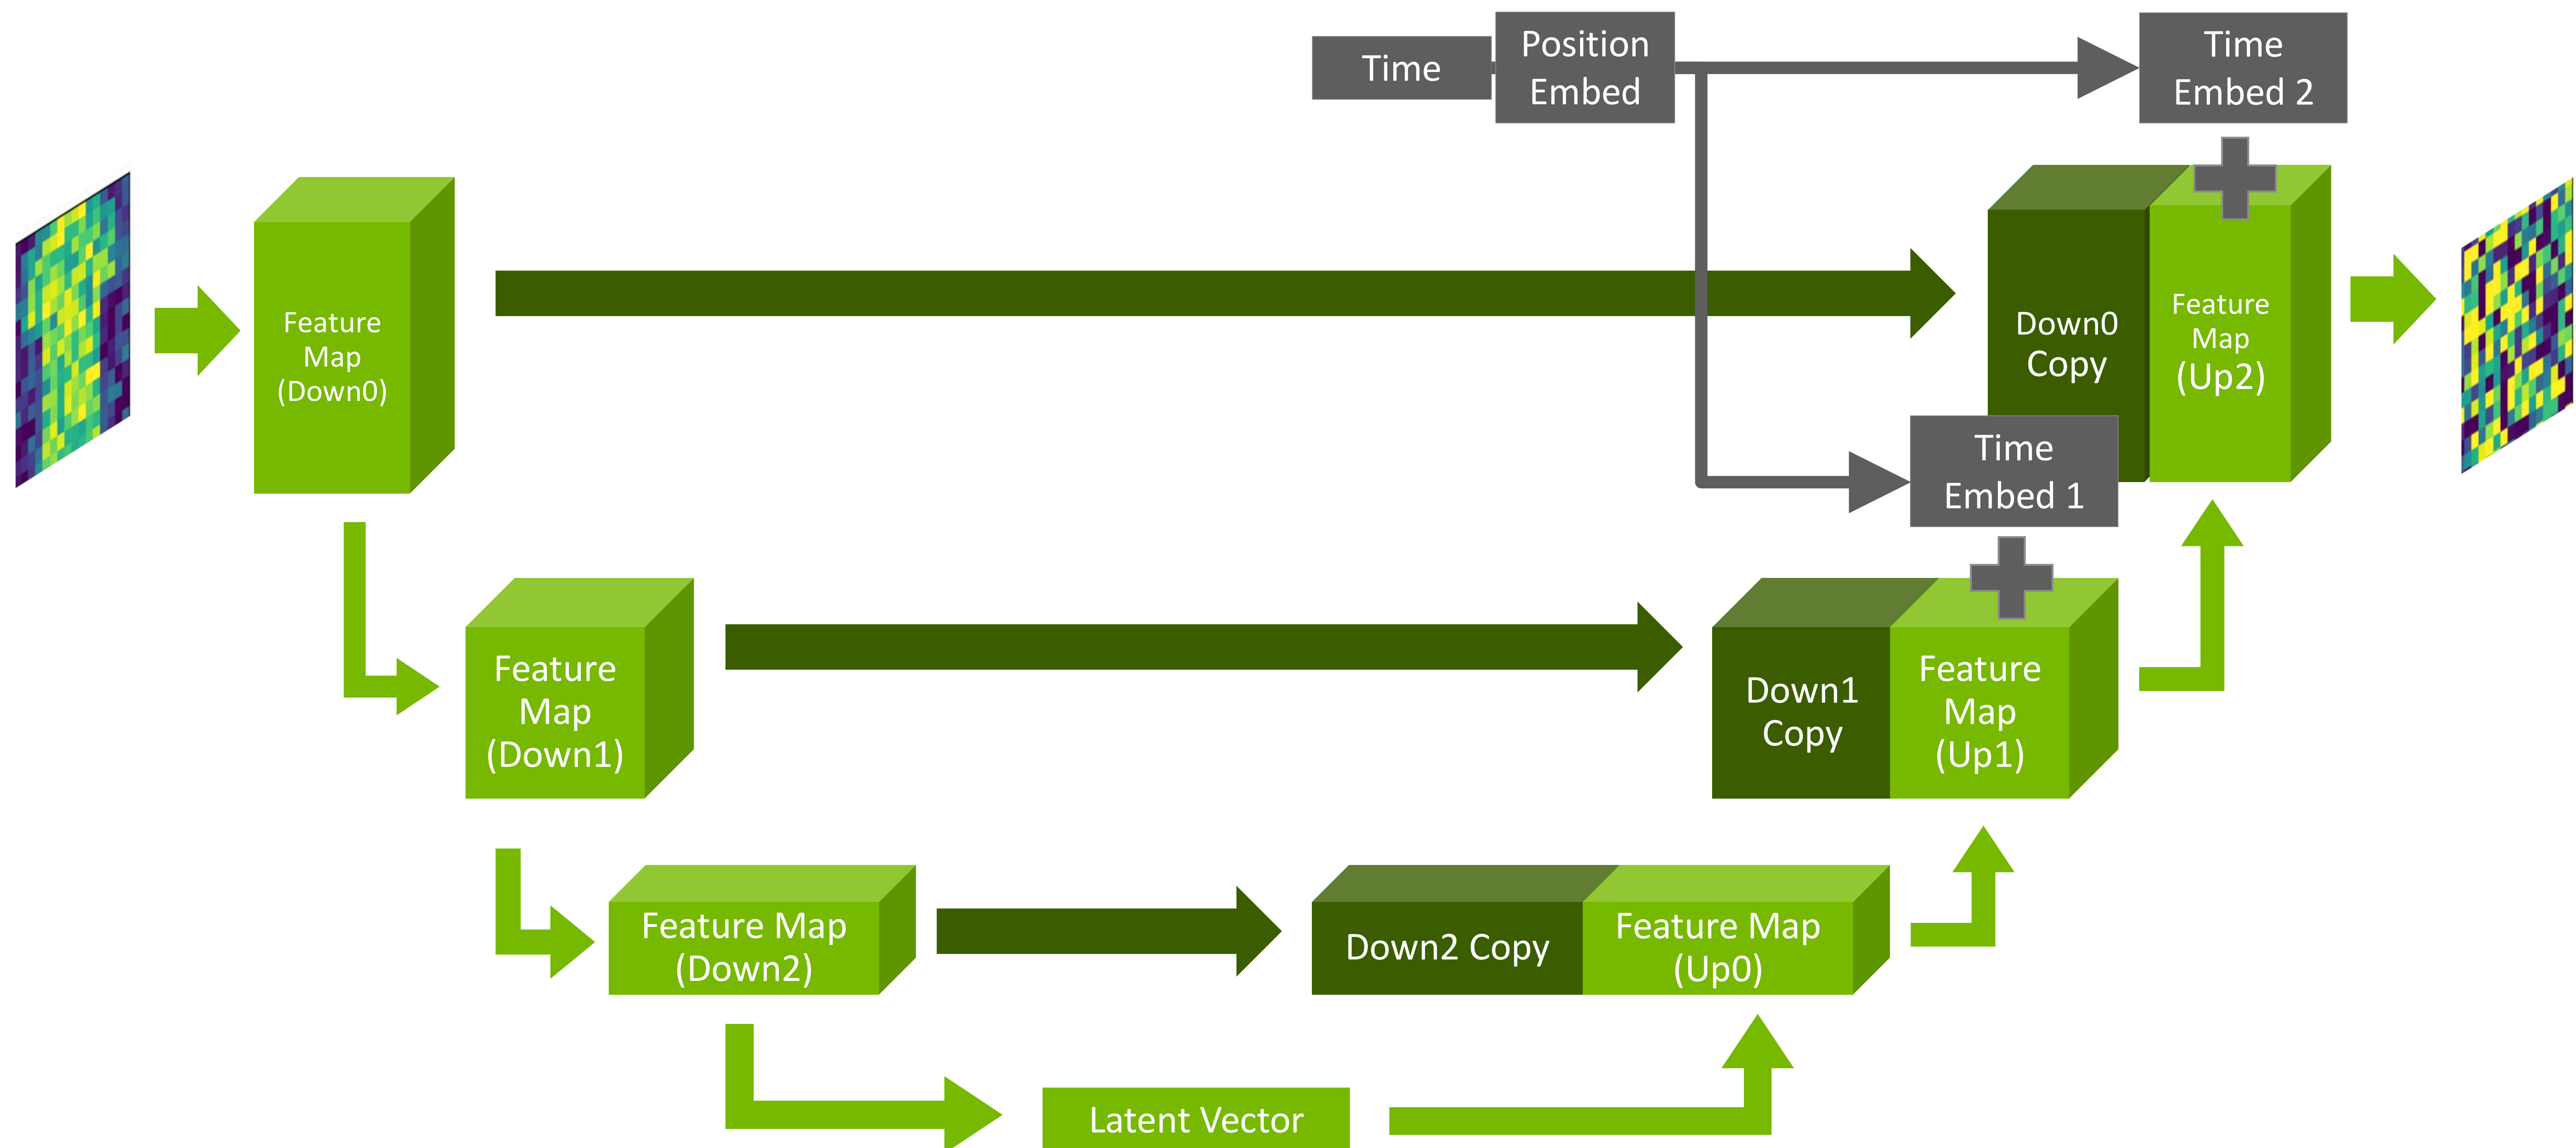 Time
Position
Embed
Time
Embed 2
Feature
Map
(Down0)
Down0
Copy
Feature
Map
(Up2)
Time
Embed 1
Feature
Map
(Down1)
Down1
Copy
Feature
Map
(Up1)
Feature Map
(Down2)
Down2 Copy
Feature Map
(Up0)
Latent Vector